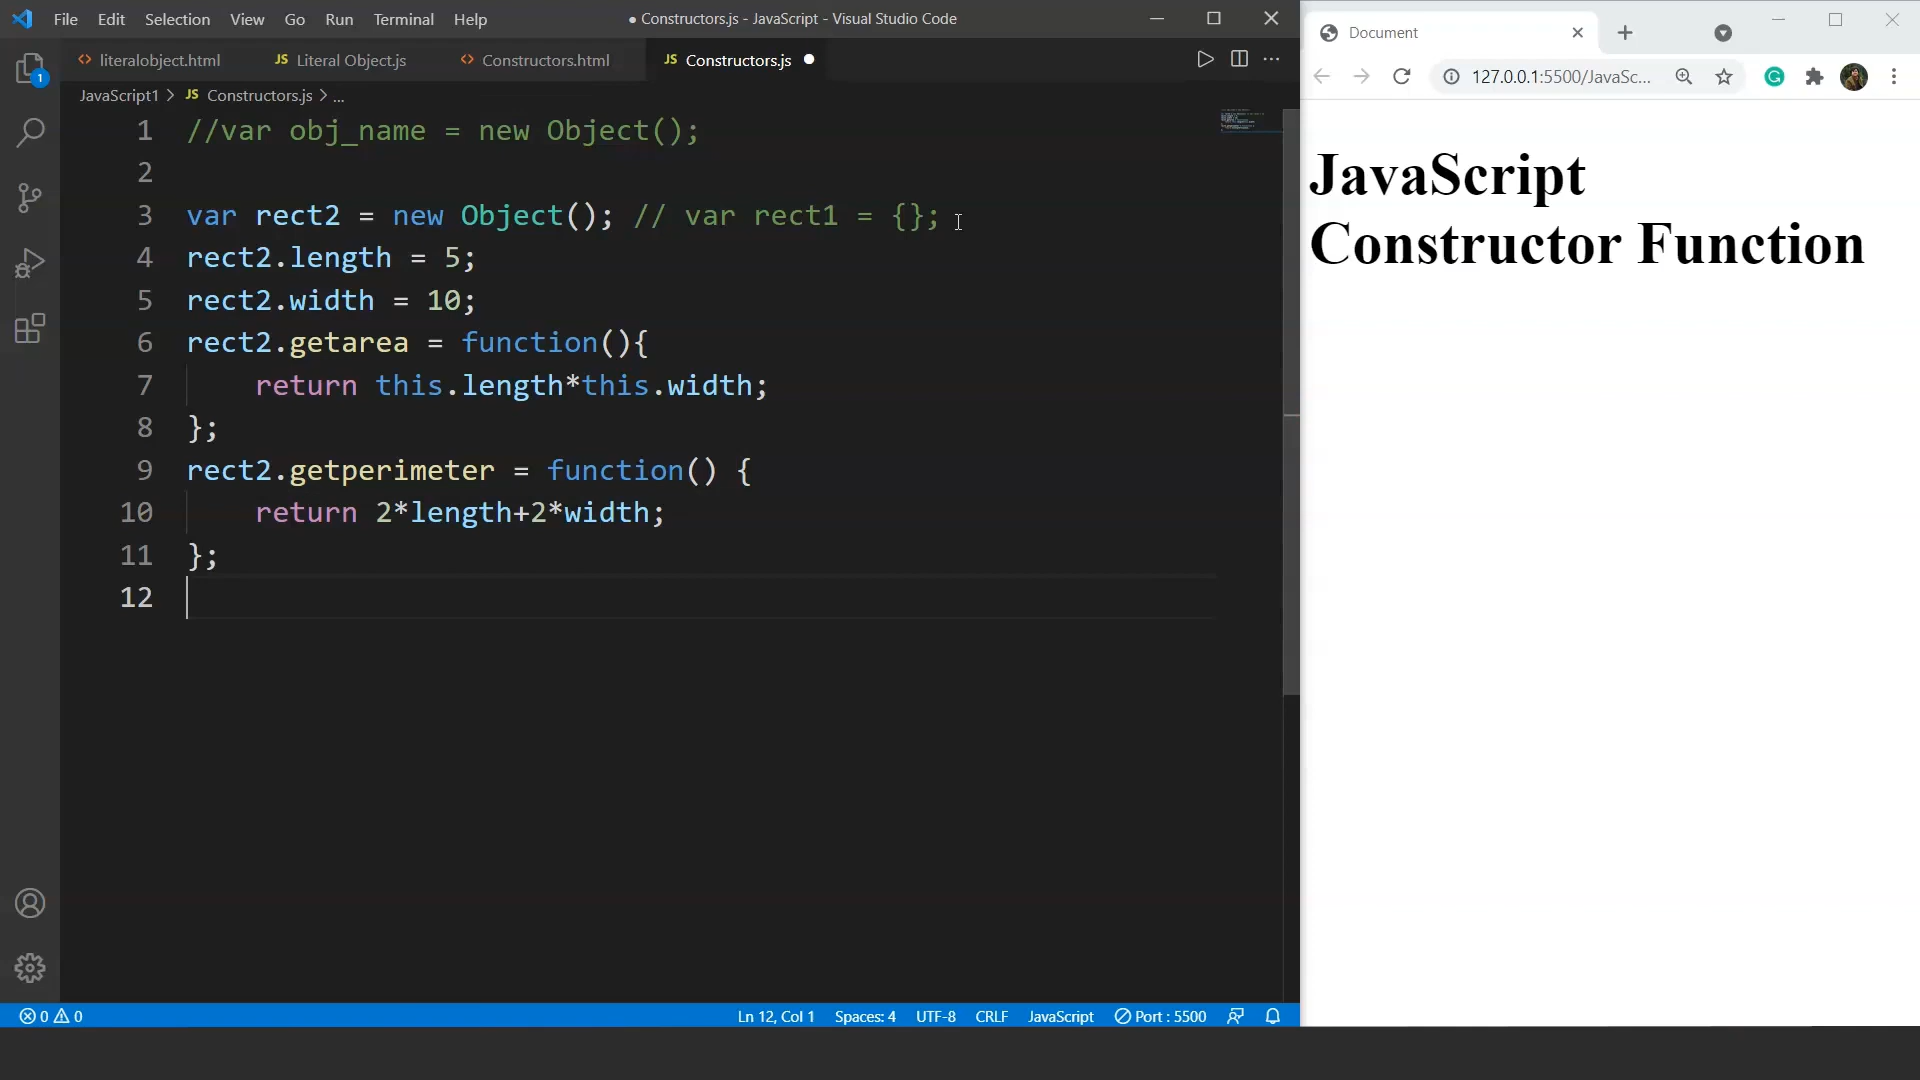 File Edit Selection View Go Run Terminal Help ● Constructors.js - JavaScript - Visual Studio Code
literalobject.html JS Literal Object.js Constructors.html JS Constructors.js
JavaScript1 > JS Constructors.js > ...
1 //var obj_name = new Object();
2
3 var rect2 = new Object(); // var rect1 = {};
4 rect2.length = 5;
5 rect2.width = 10;
6 rect2.getarea = function(){
7 return this.length*this.width;
8 };
9 rect2.getperimeter = function() {
10 return 2*length+2*width;
11 };
12
1
0 0 Ln 12, Col 1 Spaces: 4 UTF-8 CRLF JavaScript Port : 5500
Document
127.0.0.1:5500/JavaSc...
JavaScript
Constructor Function